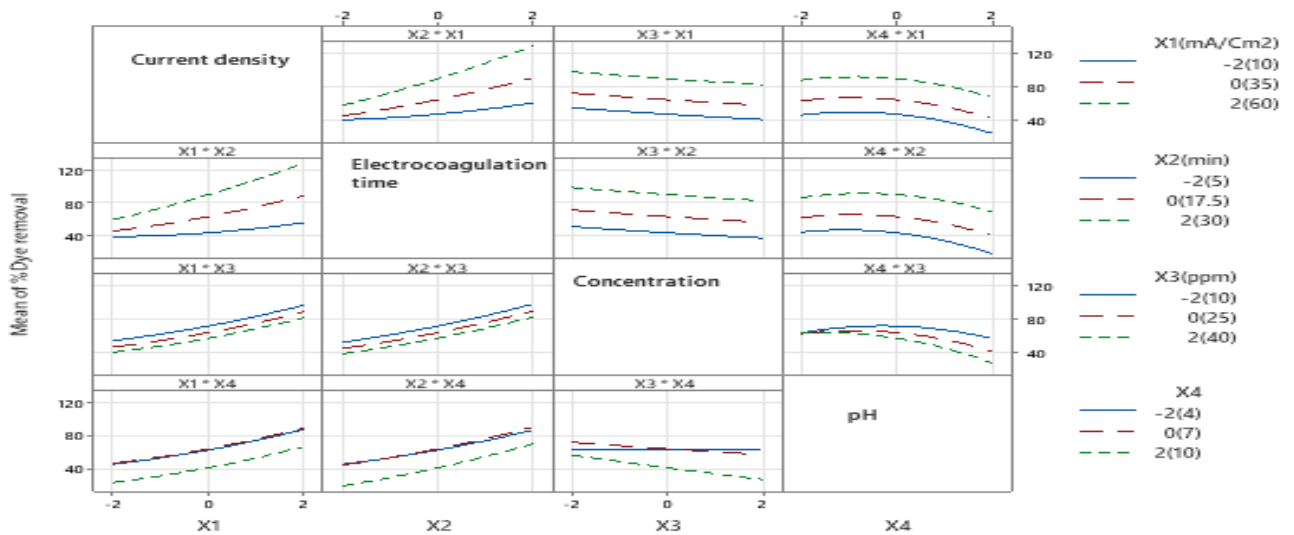 -2 0 2 -2 0 2
X2 * X1 X3 * X1 X4 * X1
Current density
120
80
40
X1(mA/Cm2)
-2(10)
0(35)
2(60)
X1 * X2 X3 * X2 X4 * X2
Electrocoagulation
time
120
80
40
X2(min)
-2(5)
0(17.5)
2(30)
Mean of %Dye removal
X1 * X3 X2 * X3 X4 * X3
Concentration
120
80
40
X3(ppm)
-2(10)
0(25)
2(40)
X1 * X4 X2 * X4 X3 * X4
pH
120
80
40
X4
-2(4)
0(7)
2(10)
-2 0 2 -2 0 2
X1 X2 X3 X4